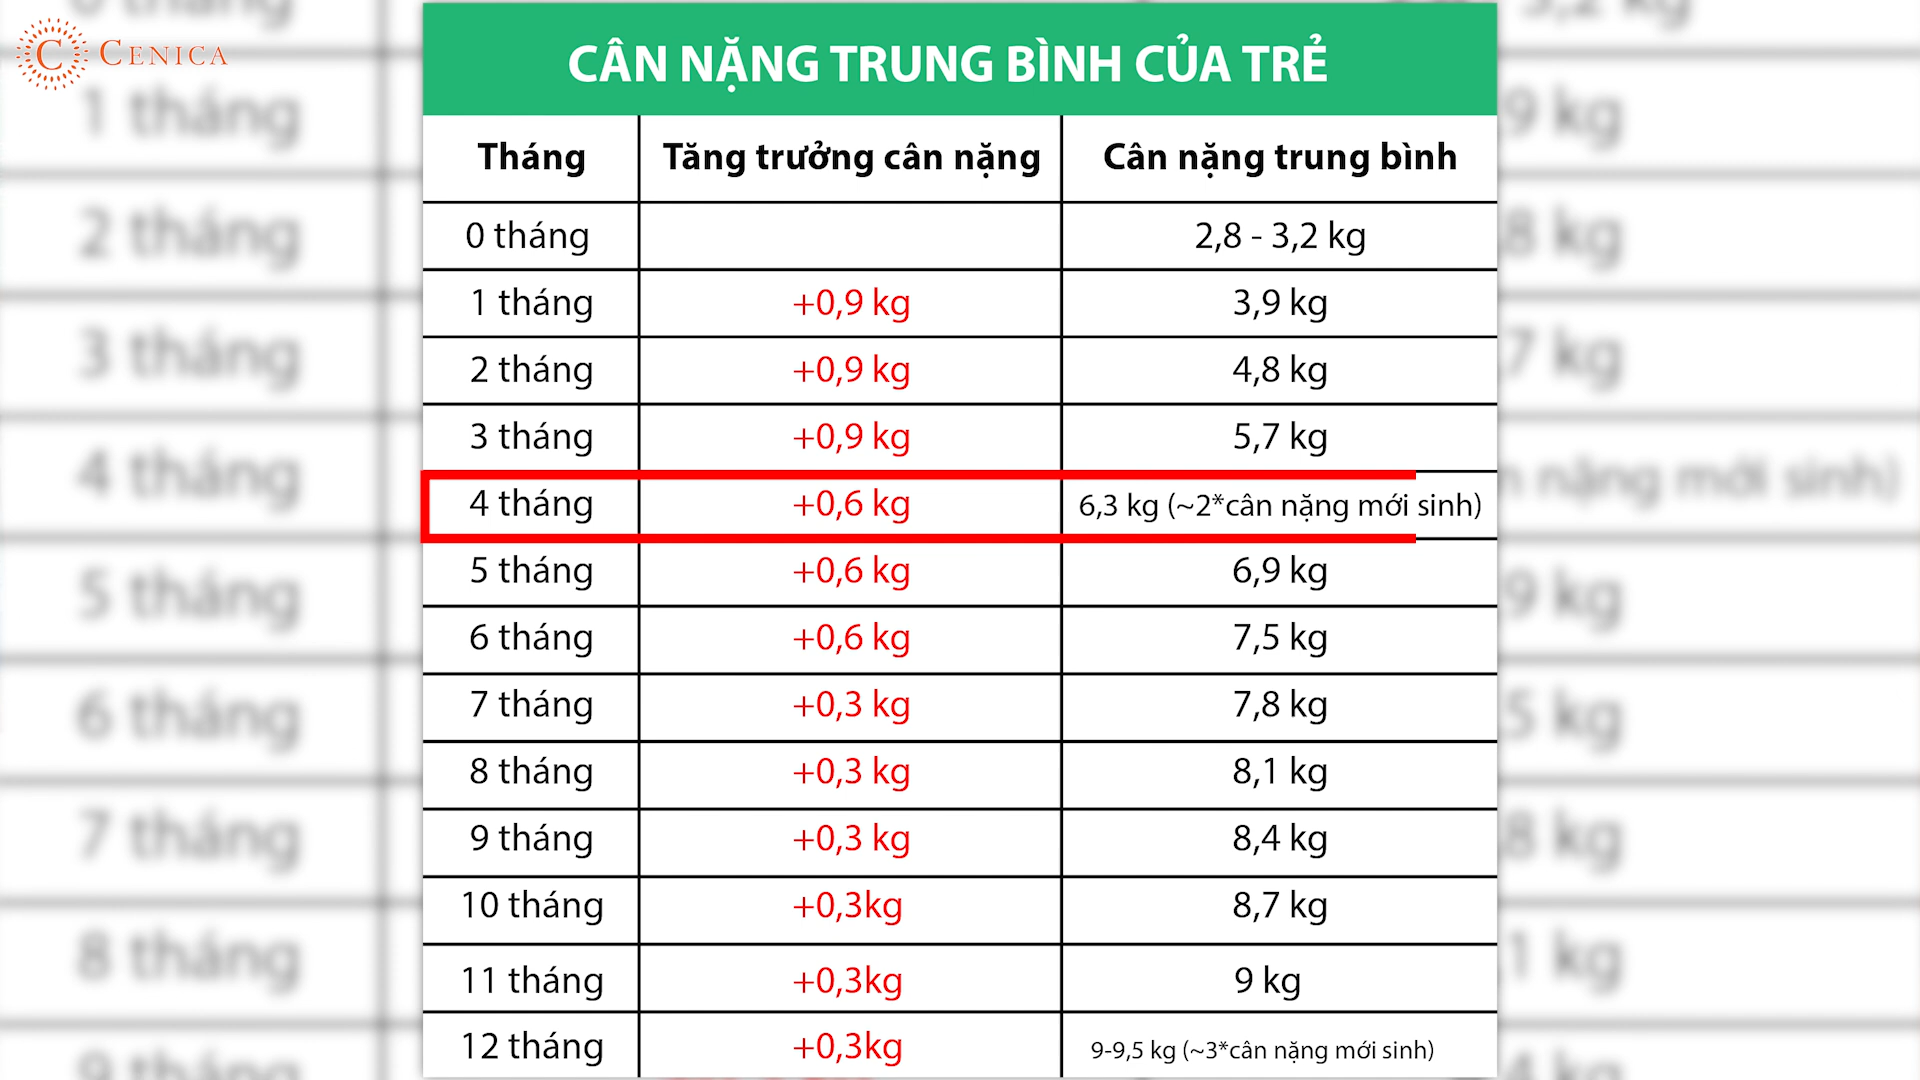 CENICA
CÂN NẶNG TRUNG BÌNH CỦA TRẺ
Tháng Tăng trưởng cân nặng Cân nặng trung bình
0 tháng 2,8 - 3,2 kg
1 tháng +0,9 kg 3,9 kg
2 tháng +0,9 kg 4,8 kg
3 tháng +0,9 kg 5,7 kg
4 tháng +0,6 kg 6,3 kg (~2*cân nặng mới sinh)
5 tháng +0,6 kg 6,9 kg
6 tháng +0,6 kg 7,5 kg
7 tháng +0,3 kg 7,8 kg
8 tháng +0,3 kg 8,1 kg
9 tháng +0,3 kg 8,4 kg
10 tháng +0,3kg 8,7 kg
11 tháng +0,3kg 9 kg
12 tháng +0,3kg 9-9,5 kg (~3*cân nặng mới sinh)